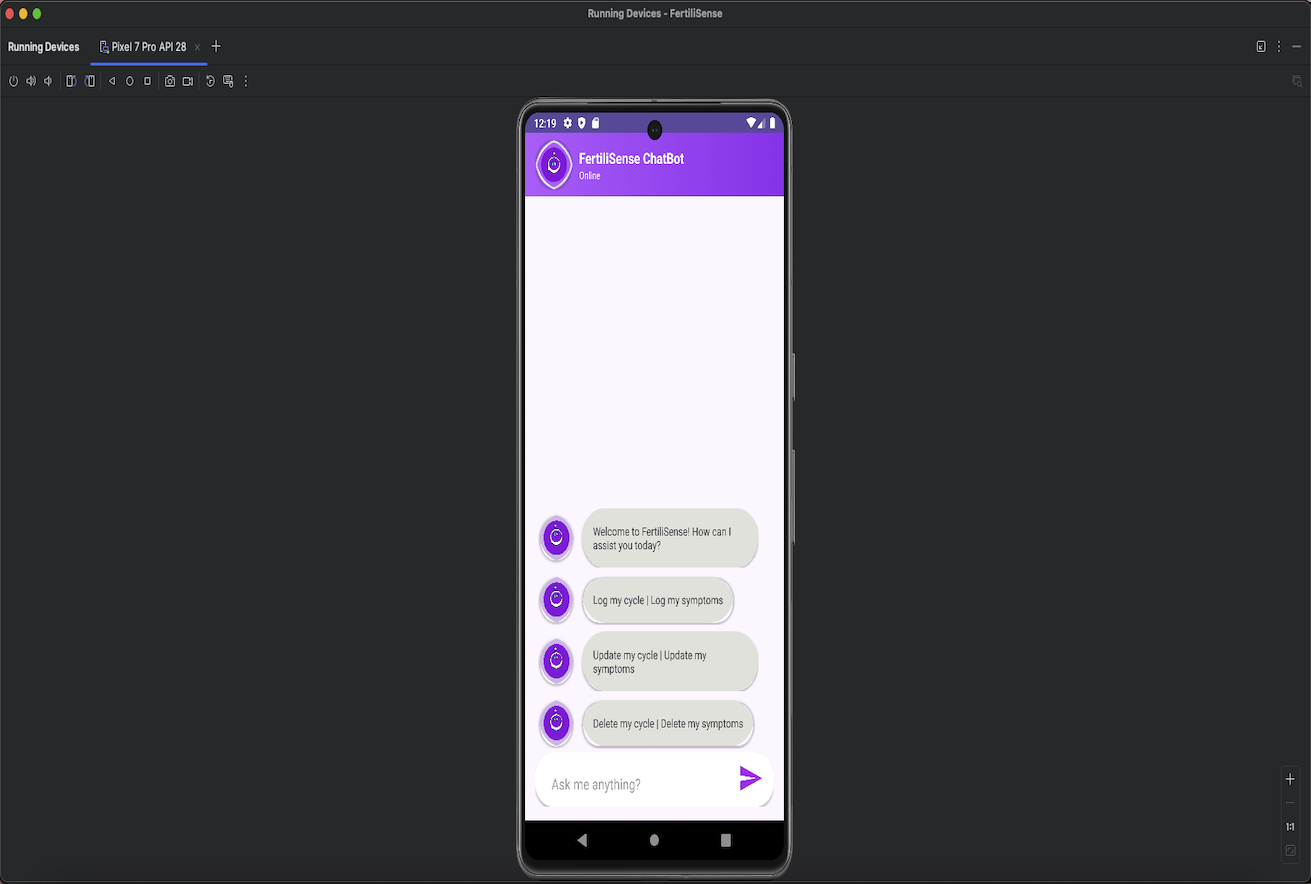 Running Devices - FertiliSense
Running Devices
Pixel 7 Pro API 28
12:19
FertiliSense ChatBot
Online
Welcome to FertiliSense! How can I
assist you today?
Log my cycle | Log my symptoms
Update my cycle | Update my
symptoms
Delete my cycle | Delete my symptoms
Ask me anything?
1:1